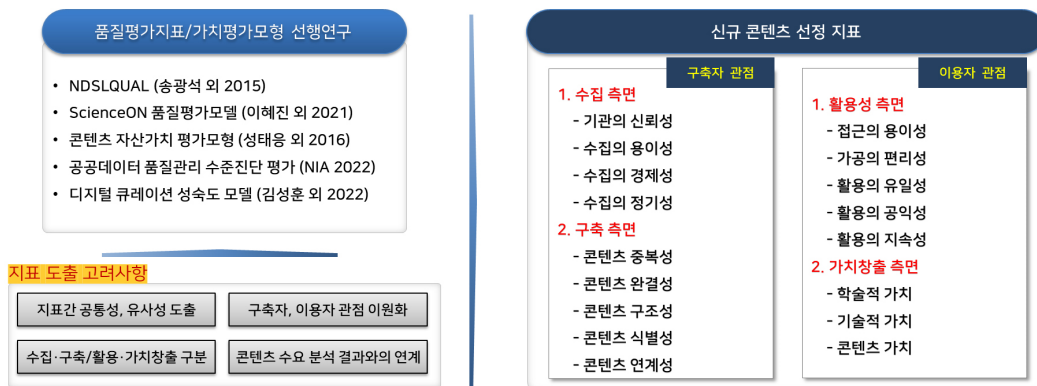 품질평가지표/가치평가모형 선행연구
• NDSLQUAL (송광석 외 2015)
• ScienceON 품질평가모델 (이혜진 외 2021)
• 콘텐츠 자산가치 평가모형 (성태응 외 2016)
• 공공데이터 품질관리 수준진단 평가 (NIA 2022)
• 디지털 큐레이션 성숙도 모델 (김성훈 외 2022)
지표 도출 고려사항
지표간 공통성, 유사성 도출
구축자, 이용자 관점 이원화
수집·구축/활용·가치창출 구분
콘텐츠 수요 분석 결과와의 연계
신규 콘텐츠 선정 지표
구축자 관점
1. 수집 측면
- 기관의 신뢰성
- 수집의 용이성
- 수집의 경제성
- 수집의 정기성
2. 구축 측면
- 콘텐츠 중복성
- 콘텐츠 완결성
- 콘텐츠 구조성
- 콘텐츠 식별성
- 콘텐츠 연계성
이용자 관점
1. 활용성 측면
- 접근의 용이성
- 가공의 편리성
- 활용의 유일성
- 활용의 공익성
- 활용의 지속성
2. 가치창출 측면
- 학술적 가치
- 기술적 가치
- 콘텐츠 가치